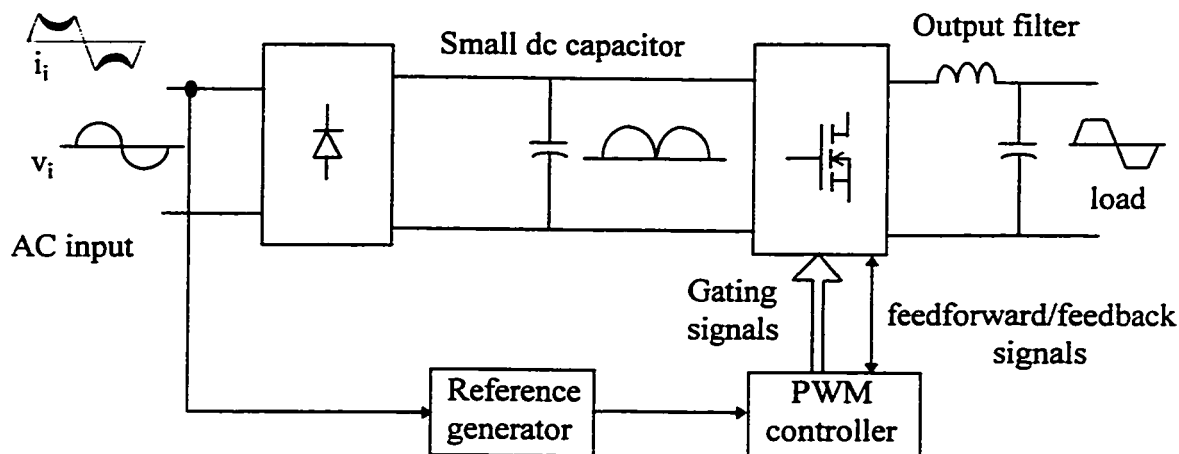 i_i
v_i
AC input
Small dc capacitor
Output filter
load
Gating
signals
feedforward/feedback
signals
Reference
generator
PWM
controller